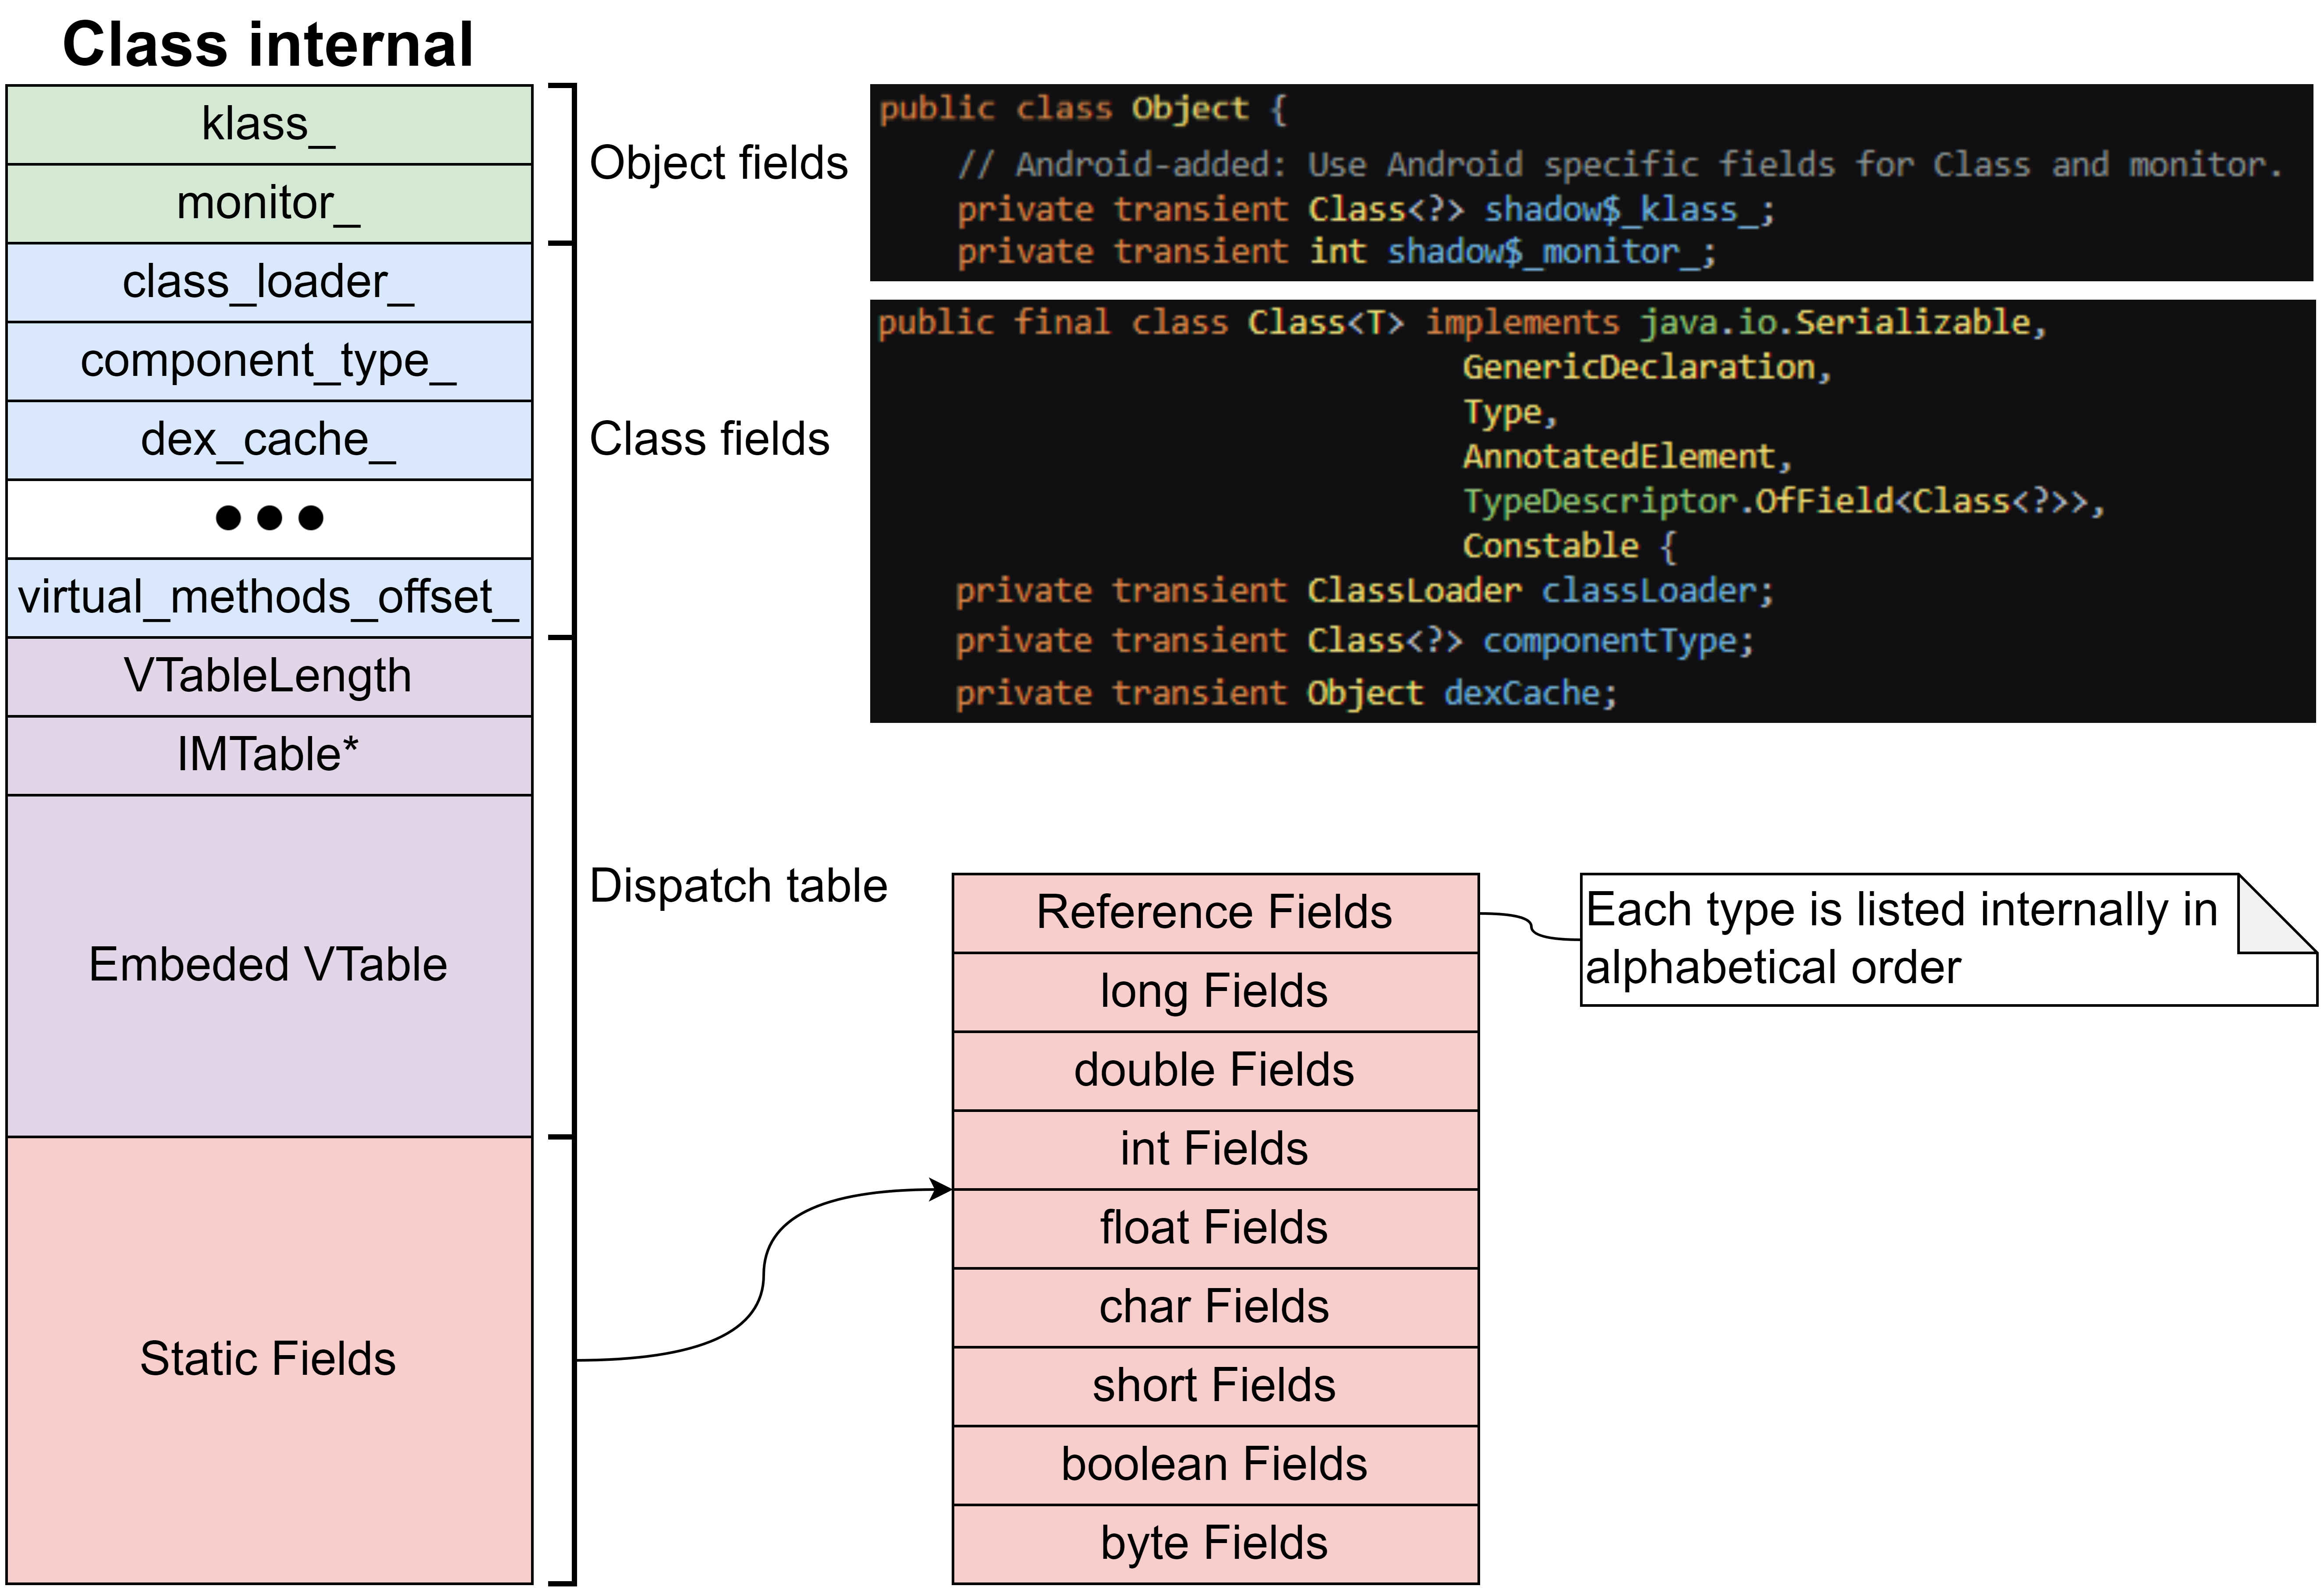 Class internal
klass_
monitor_
class_loader_
component_type_
dex_cache_
virtual_methods_offset_
VTableLength
IMTable*
Embeded VTable
Static Fields
Object fields
Class fields
Dispatch table
public class Object {
// Android-added: Use Android specific fields for Class and monitor.
private transient Class<?> shadow$_klass_;
private transient int shadow$_monitor_;
public final class Class<T> implements java.io.Serializable,
GenericDeclaration,
Type,
AnnotatedElement,
TypeDescriptor.OfField<Class<?>>,
Constable {
private transient ClassLoader classLoader;
private transient Class<?> componentType;
private transient Object dexCache;
Reference Fields
long Fields
double Fields
int Fields
float Fields
char Fields
short Fields
boolean Fields
byte Fields
Each type is listed internally in
alphabetical order